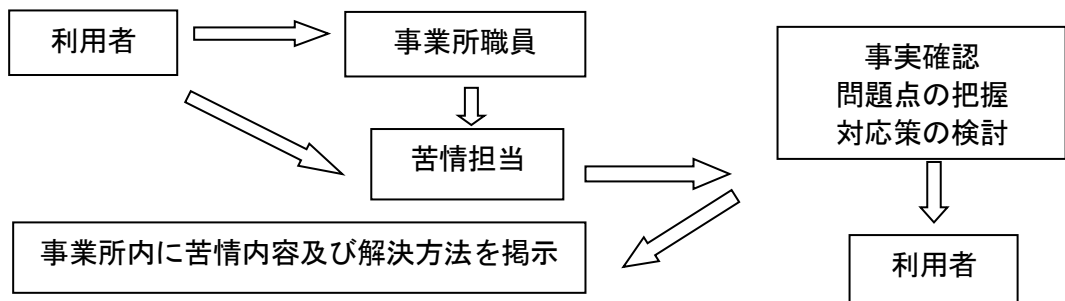 利用者
事業所職員
事実確認
問題点の把握
対応策の検討
苦情担当
事業所内に苦情内容及び解決方法を掲示
利用者